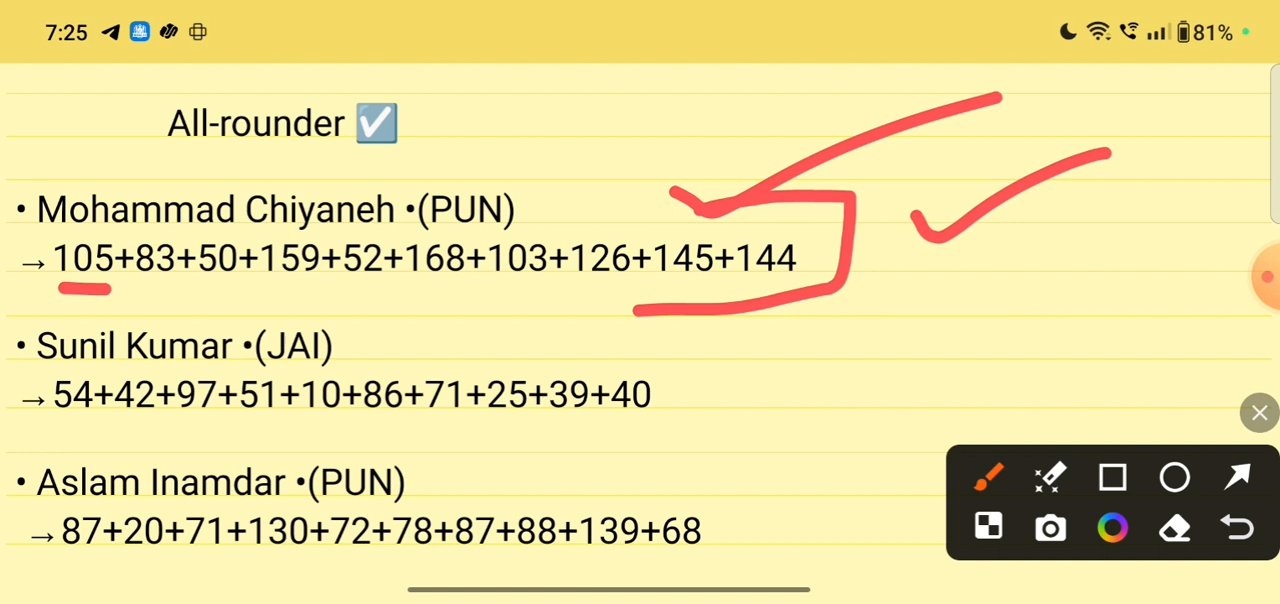 7:25 81%
All-rounder ☑️
• Mohammad Chiyaneh •(PUN)
→105+83+50+159+52+168+103+126+145+144
• Sunil Kumar •(JAI)
→54+42+97+51+10+86+71+25+39+40
• Aslam Inamdar •(PUN)
→87+20+71+130+72+78+87+88+139+68